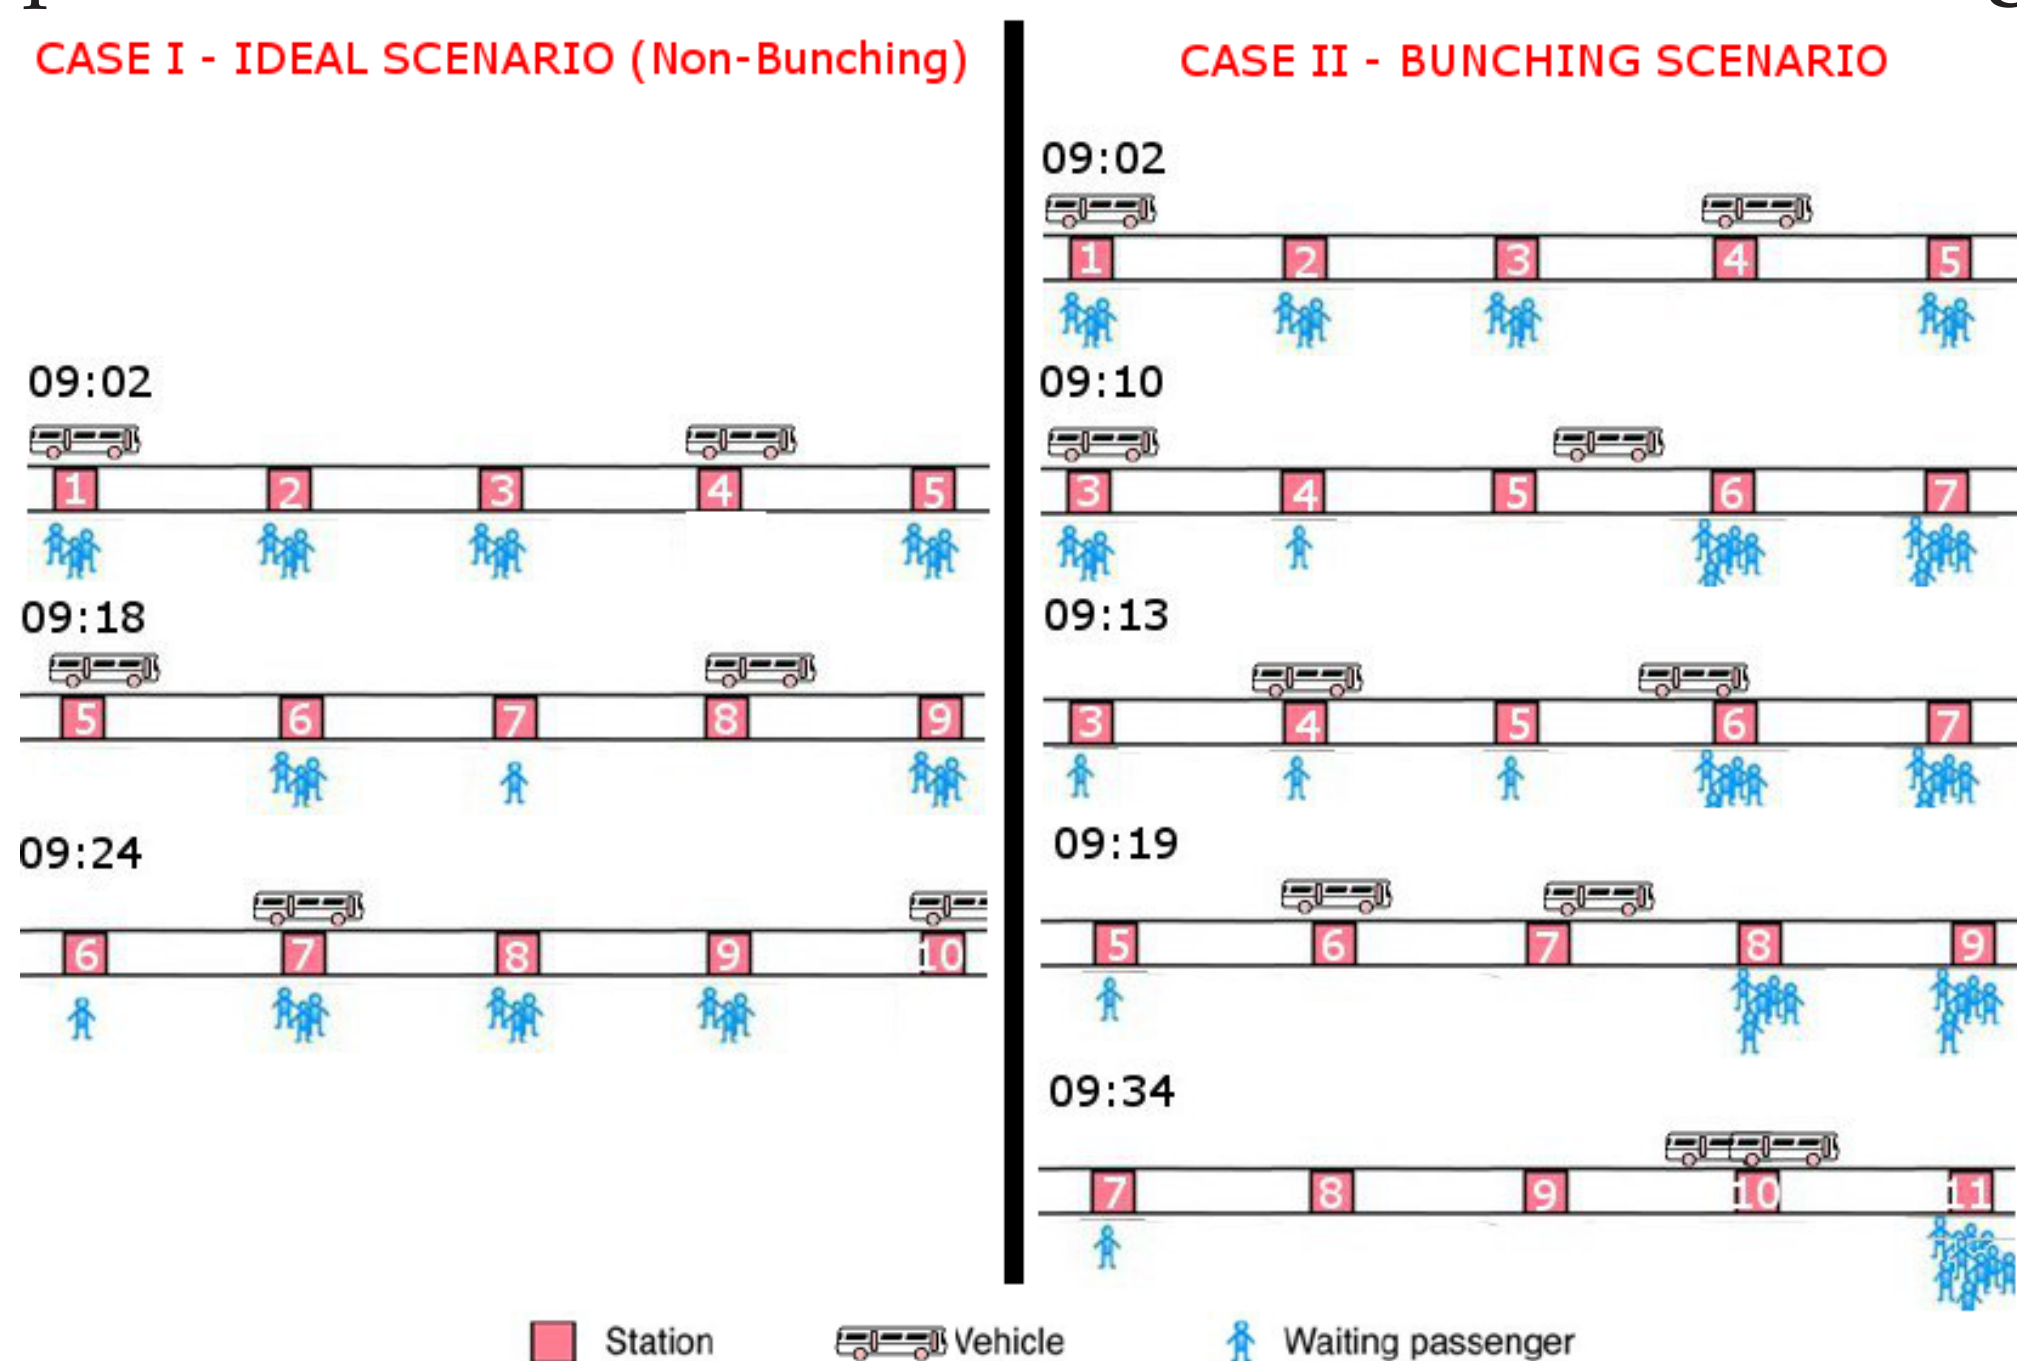 CASE I - IDEAL SCENARIO (Non-Bunching)
09:02
1 2 3 4 5
09:18
5 6 7 8 9
09:24
6 7 8 9 10
CASE II - BUNCHING SCENARIO
09:02
1 2 3 4 5
09:10
3 4 5 6 7
09:13
3 4 5 6 7
09:19
5 6 7 8 9
09:34
7 8 9 10 11
Station Vehicle Waiting passenger